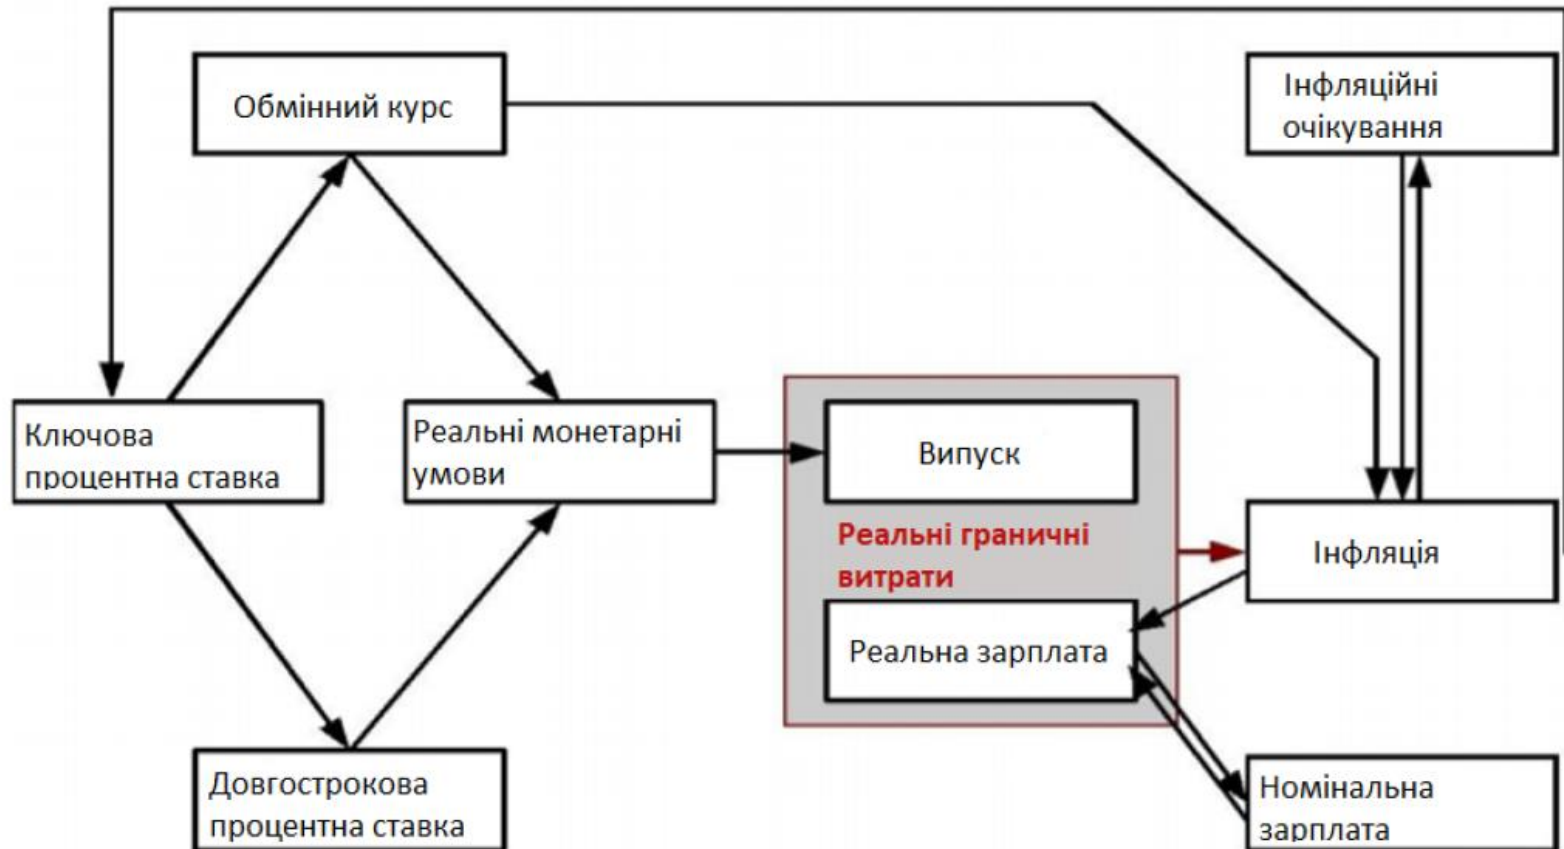 Обмінний курс
Інфляційні
очікування
Ключова
процентна ставка
Реальні монетарні
умови
Випуск
Реальні граничні
витрати
Інфляція
Реальна зарплата
Довгострокова
процентна ставка
Номінальна
зарплата